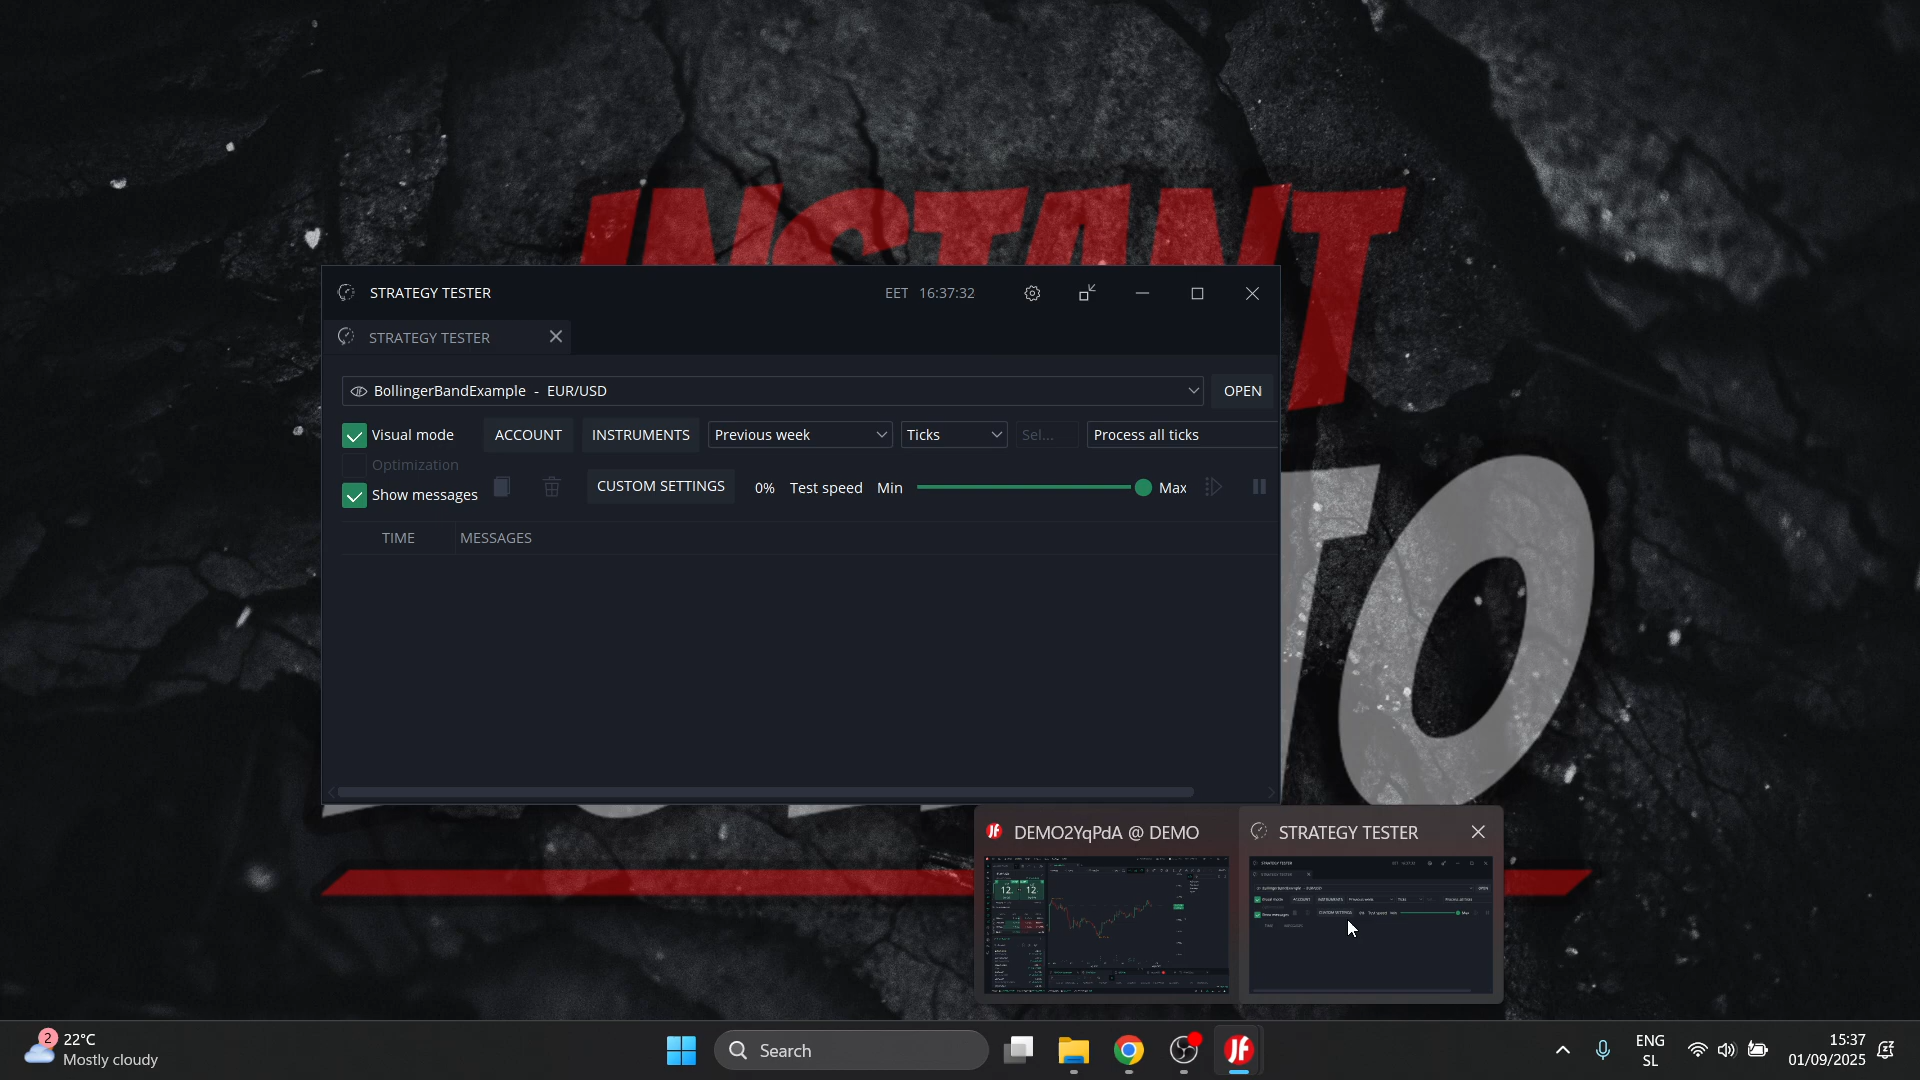 INSTANT
STRATEGY TESTER
EET 16:37:32
STRATEGY TESTER
BollingerBandExample - EUR/USD
OPEN
Visual mode
ACCOUNT
INSTRUMENTS
Previous week
Ticks
Sel...
Process all ticks
Optimization
Show messages
CUSTOM SETTINGS
0%
Test speed
Min
Max
TIME
MESSAGES
DEMO2YqPdA @ DEMO
STRATEGY TESTER
2
22°C
Mostly cloudy
Search
ENG
SL
15:37
01/09/2025